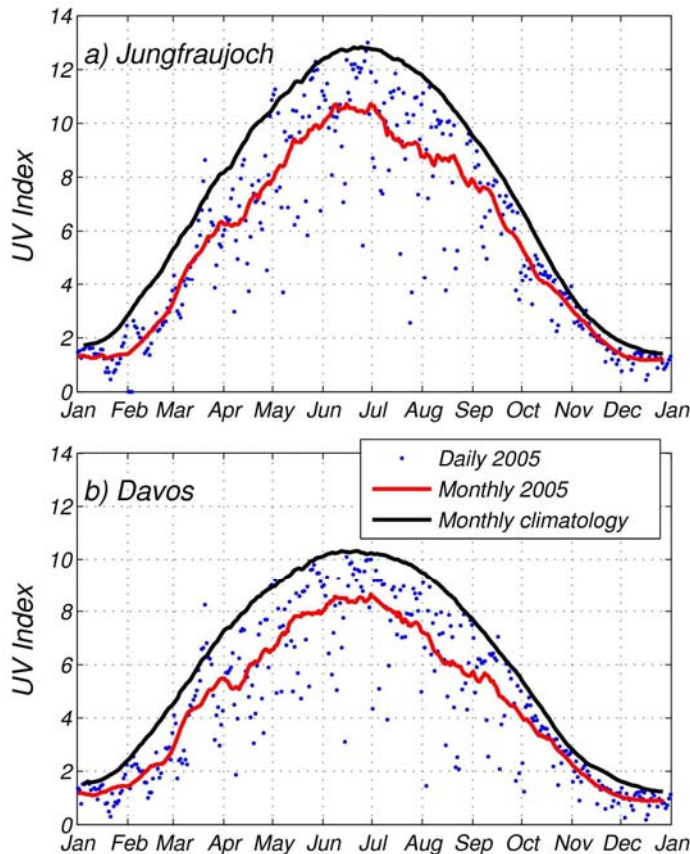 14
a) Jungfraujoch
12
10
8
6
4
2
0
UV Index
Jan Feb Mar Apr May Jun Jul Aug Sep Oct Nov Dec Jan
14
b) Davos
12
10
8
6
4
2
0
UV Index
Daily 2005
Monthly 2005
Monthly climatology
Jan Feb Mar Apr May Jun Jul Aug Sep Oct Nov Dec Jan